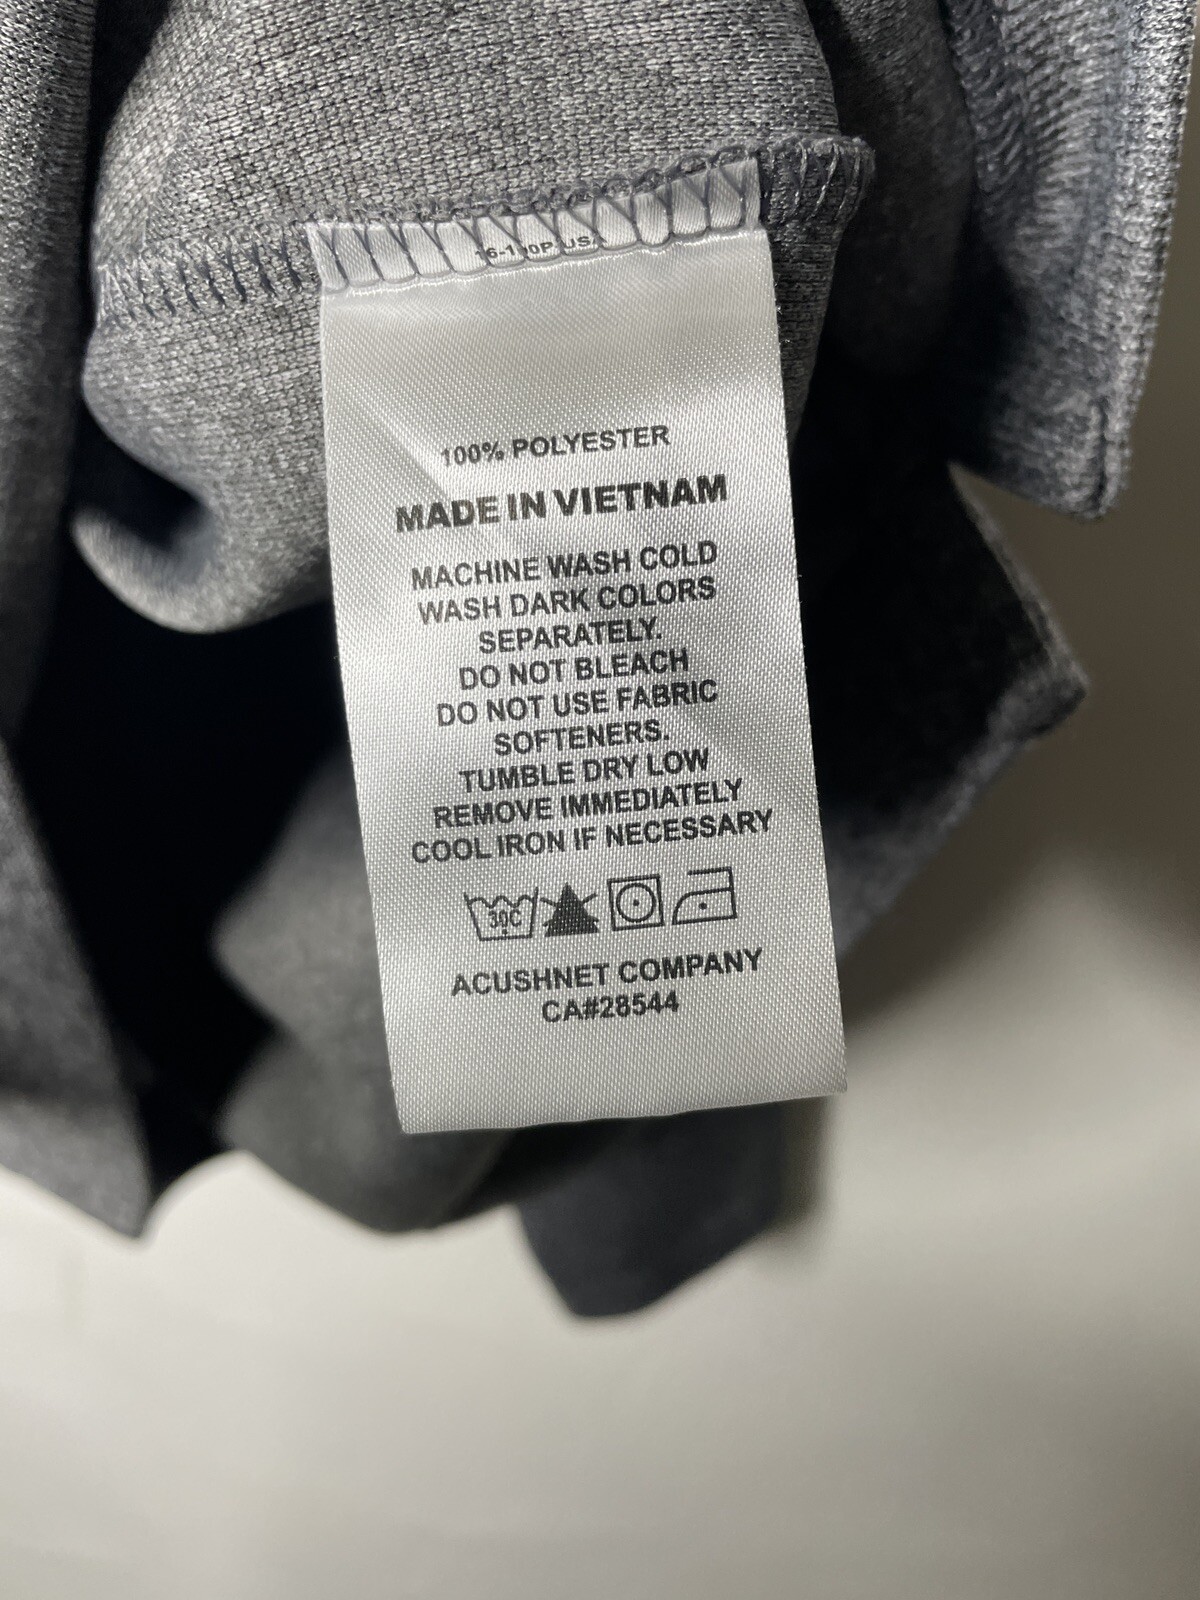 100% POLYESTER
MADE IN VIETNAM
MACHINE WASH COLD
WASH DARK COLORS
SEPARATELY.
DO NOT BLEACH
DO NOT USE FABRIC
SOFTENERS.
TUMBLE DRY LOW
REMOVE IMMEDIATELY
COOL IRON IF NECESSARY
30C
ACUSHNET COMPANY
CA#28544